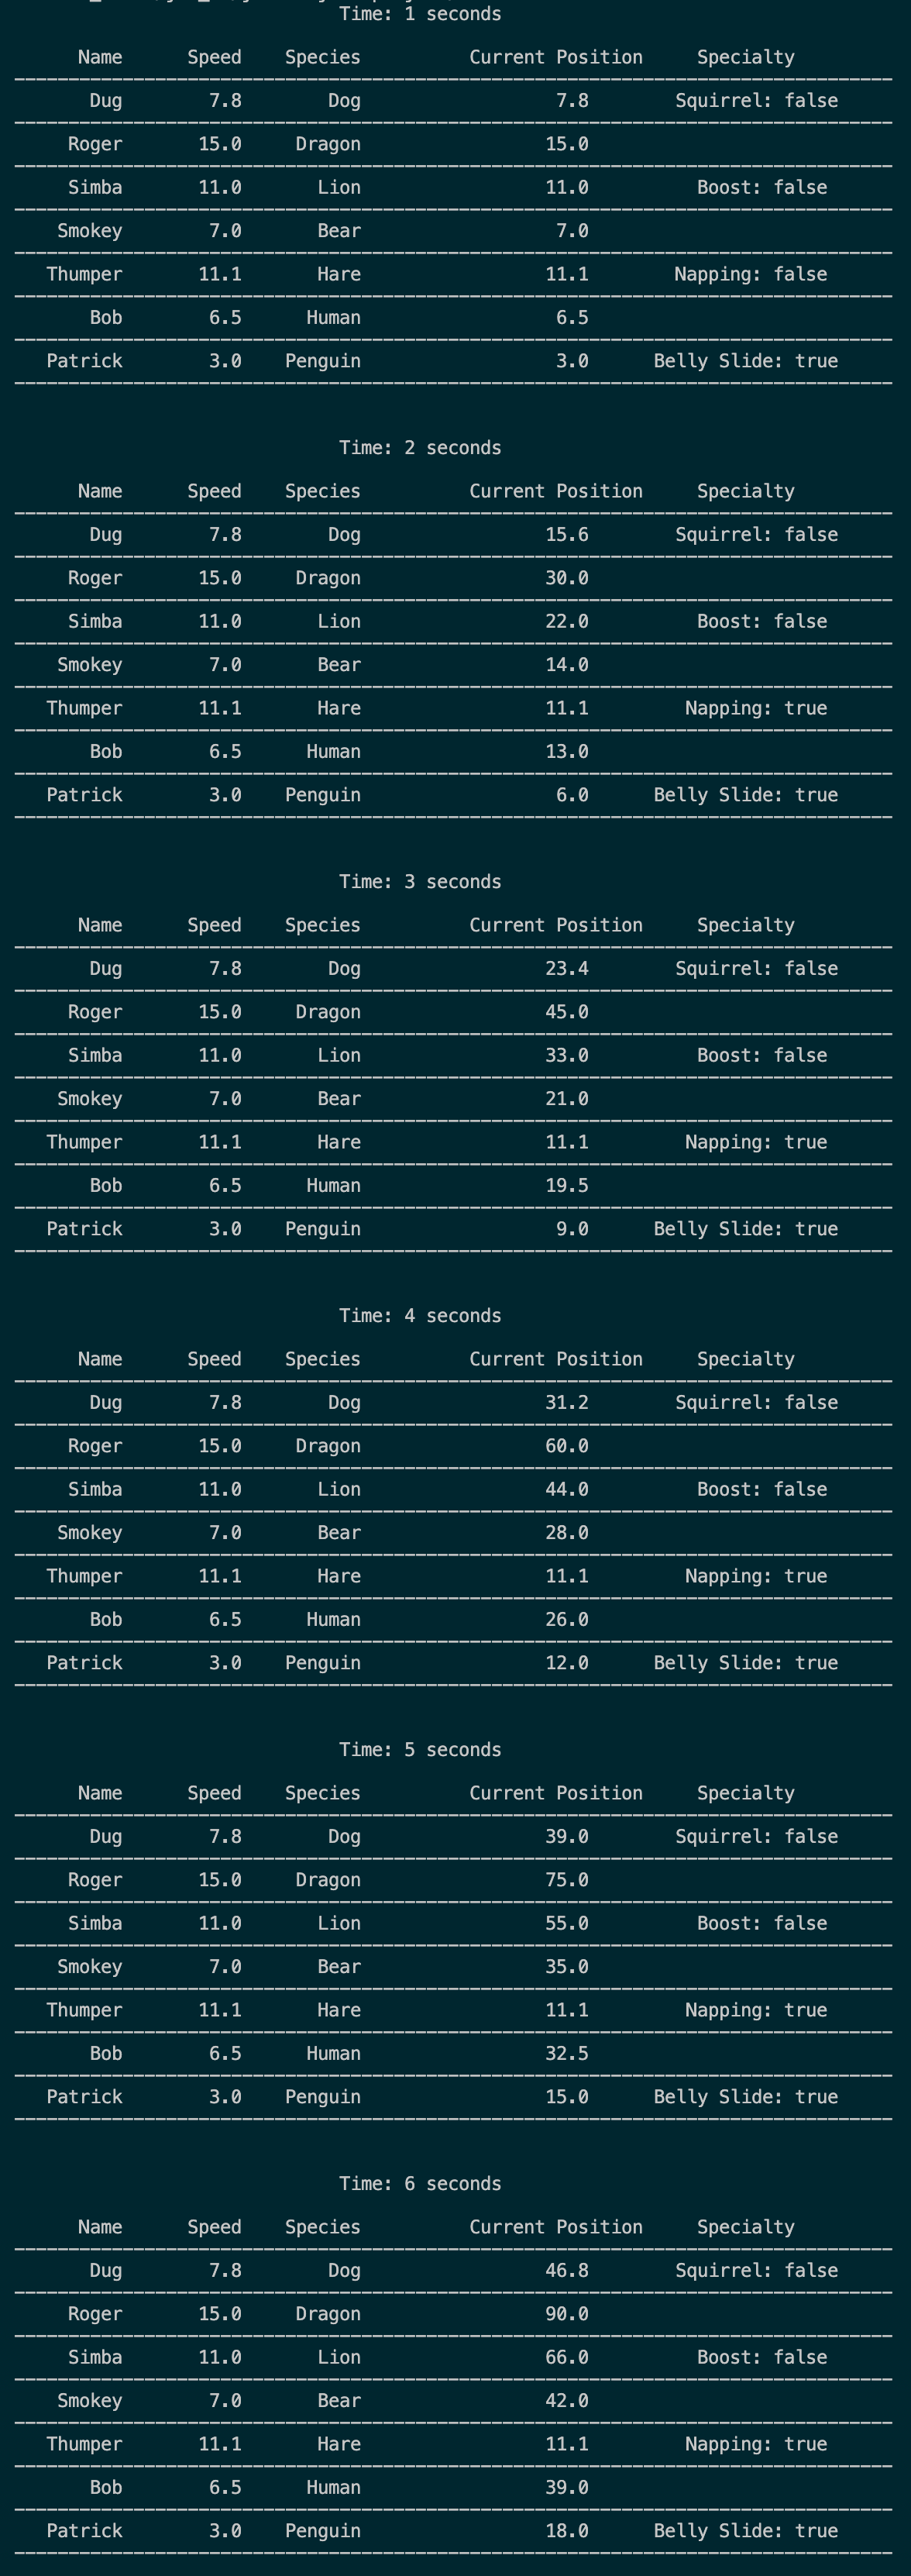 Time: 1 seconds
Name Speed Species Current Position Specialty
Dug 7.8 Dog 7.8 Squirrel: false
Roger 15.0 Dragon 15.0
Simba 11.0 Lion 11.0 Boost: false
Smokey 7.0 Bear 7.0
Thumper 11.1 Hare 11.1 Napping: false
Bob 6.5 Human 6.5
Patrick 3.0 Penguin 3.0 Belly Slide: true
Time: 2 seconds
Name Speed Species Current Position Specialty
Dug 7.8 Dog 15.6 Squirrel: false
Roger 15.0 Dragon 30.0
Simba 11.0 Lion 22.0 Boost: false
Smokey 7.0 Bear 14.0
Thumper 11.1 Hare 11.1 Napping: true
Bob 6.5 Human 13.0
Patrick 3.0 Penguin 6.0 Belly Slide: true
Time: 3 seconds
Name Speed Species Current Position Specialty
Dug 7.8 Dog 23.4 Squirrel: false
Roger 15.0 Dragon 45.0
Simba 11.0 Lion 33.0 Boost: false
Smokey 7.0 Bear 21.0
Thumper 11.1 Hare 11.1 Napping: true
Bob 6.5 Human 19.5
Patrick 3.0 Penguin 9.0 Belly Slide: true
Time: 4 seconds
Name Speed Species Current Position Specialty
Dug 7.8 Dog 31.2 Squirrel: false
Roger 15.0 Dragon 60.0
Simba 11.0 Lion 44.0 Boost: false
Smokey 7.0 Bear 28.0
Thumper 11.1 Hare 11.1 Napping: true
Bob 6.5 Human 26.0
Patrick 3.0 Penguin 12.0 Belly Slide: true
Time: 5 seconds
Name Speed Species Current Position Specialty
Dug 7.8 Dog 39.0 Squirrel: false
Roger 15.0 Dragon 75.0
Simba 11.0 Lion 55.0 Boost: false
Smokey 7.0 Bear 35.0
Thumper 11.1 Hare 11.1 Napping: true
Bob 6.5 Human 32.5
Patrick 3.0 Penguin 15.0 Belly Slide: true
Time: 6 seconds
Name Speed Species Current Position Specialty
Dug 7.8 Dog 46.8 Squirrel: false
Roger 15.0 Dragon 90.0
Simba 11.0 Lion 66.0 Boost: false
Smokey 7.0 Bear 42.0
Thumper 11.1 Hare 11.1 Napping: true
Bob 6.5 Human 39.0
Patrick 3.0 Penguin 18.0 Belly Slide: true